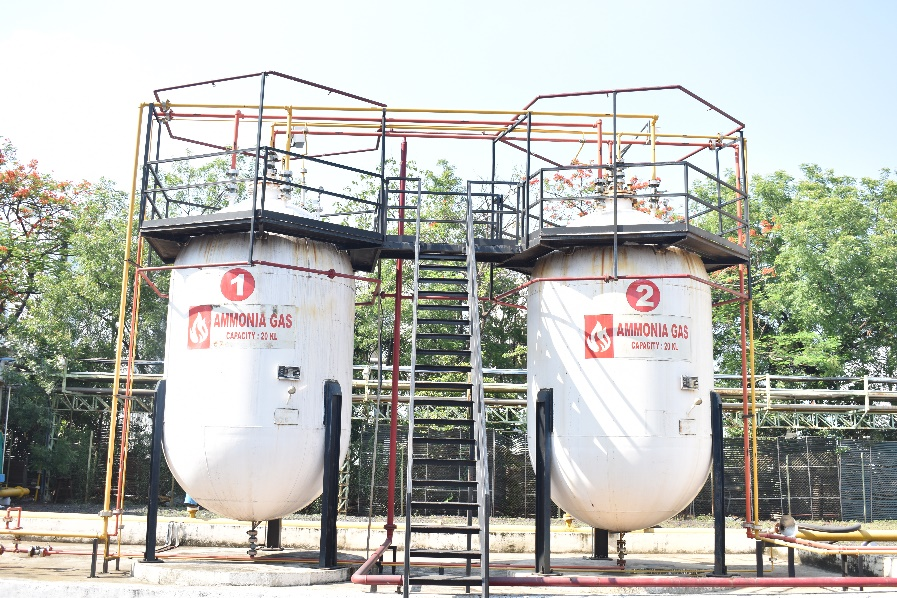 1
AMMONIA GAS
CAPACITY : 20 KL
2
AMMONIA GAS
CAPACITY : 20 KL